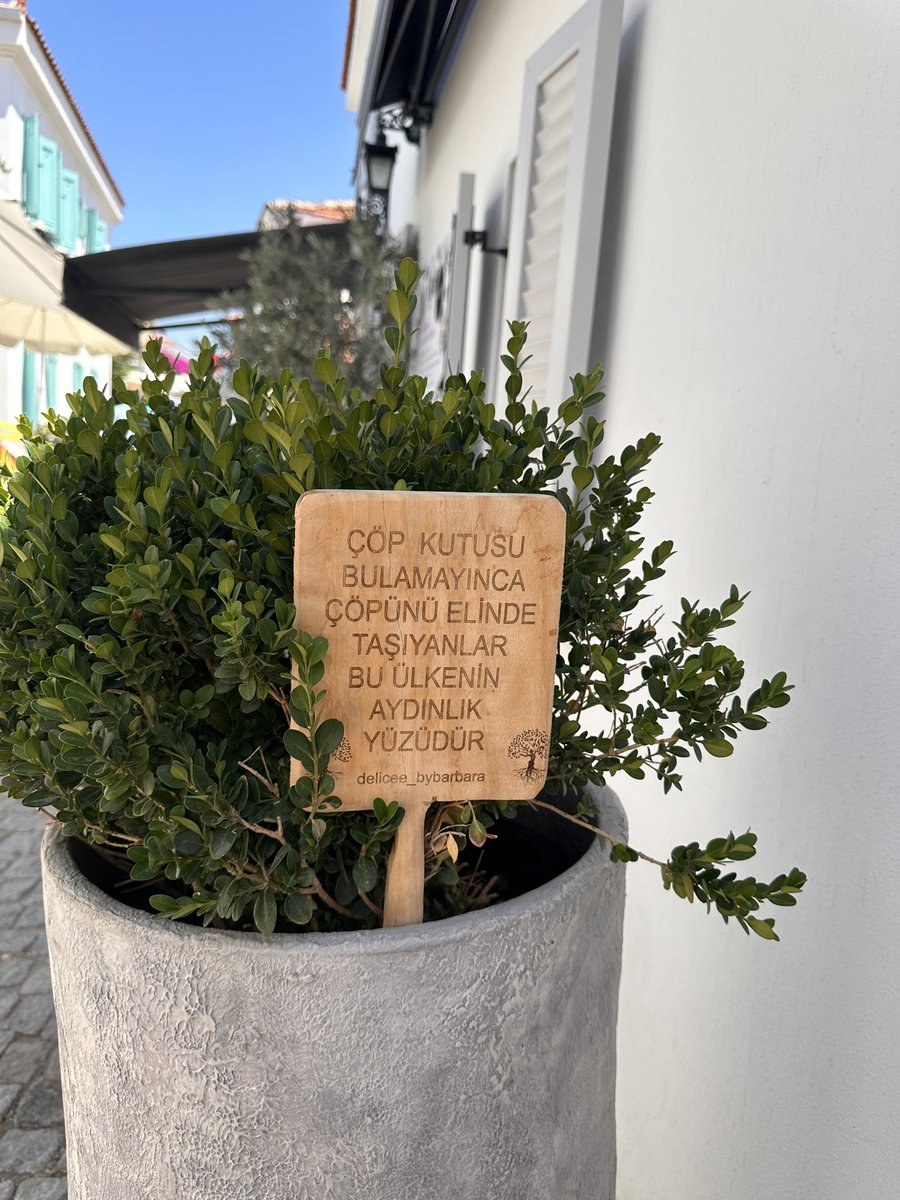 ÇÖP KUTUSU
BULAMAYINCA
ÇÖPÜNÜ ELİNDE
TAŞIYANLAR
BU ÜLKENİN
AYDINLIK
YÜZÜDÜR
delicee_bybarbara